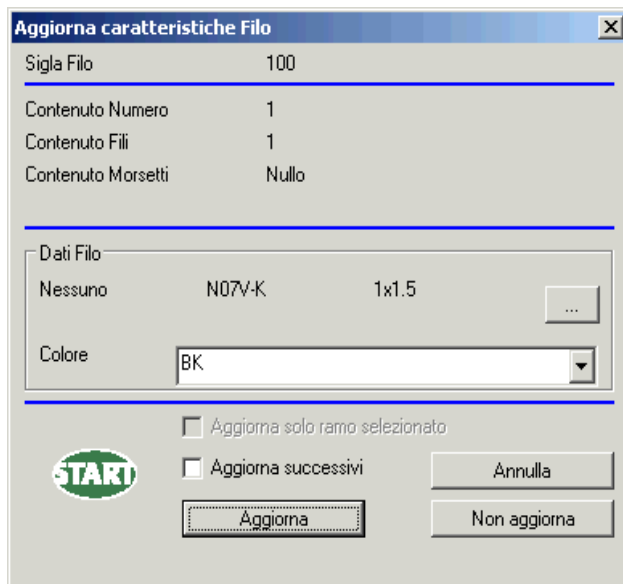 Aggiorna caratteristiche Filo
Sigla Filo 100
Contenuto Numero 1
Contenuto Fili 1
Contenuto Morsetti Nullo
Dati Filo
Nessuno N07V-K 1x1.5 ...
Colore BK
Aggiorna solo ramo selezionato
START
Aggiorna successivi Annulla
Aggiorna Non aggiorna